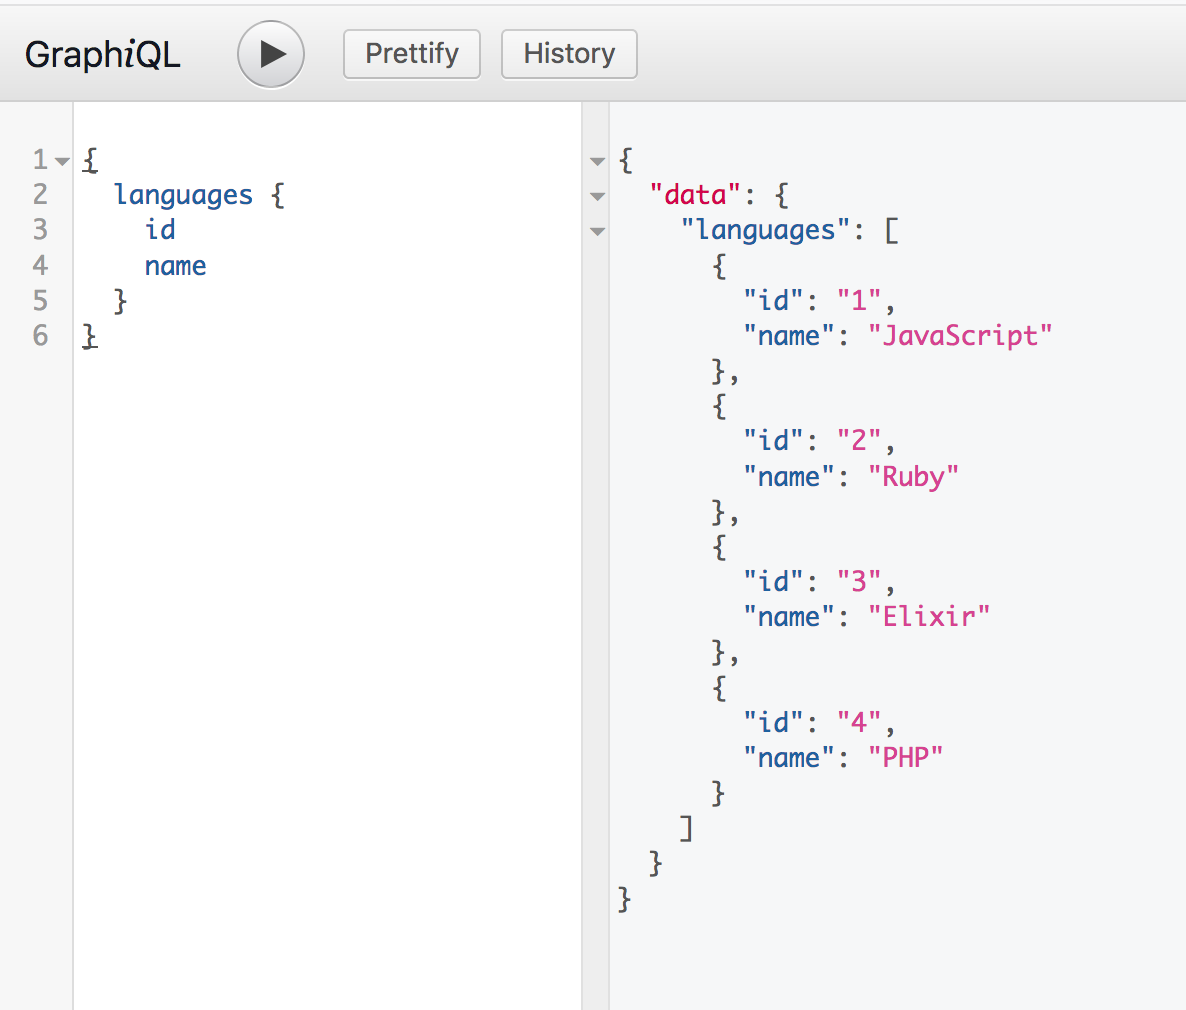 GraphiQL Prettify History
1 {
2 languages {
3 id
4 name
5 }
6 }
{
"data": {
"languages": [
{
"id": "1",
"name": "JavaScript"
},
{
"id": "2",
"name": "Ruby"
},
{
"id": "3",
"name": "Elixir"
},
{
"id": "4",
"name": "PHP"
}
]
}
}